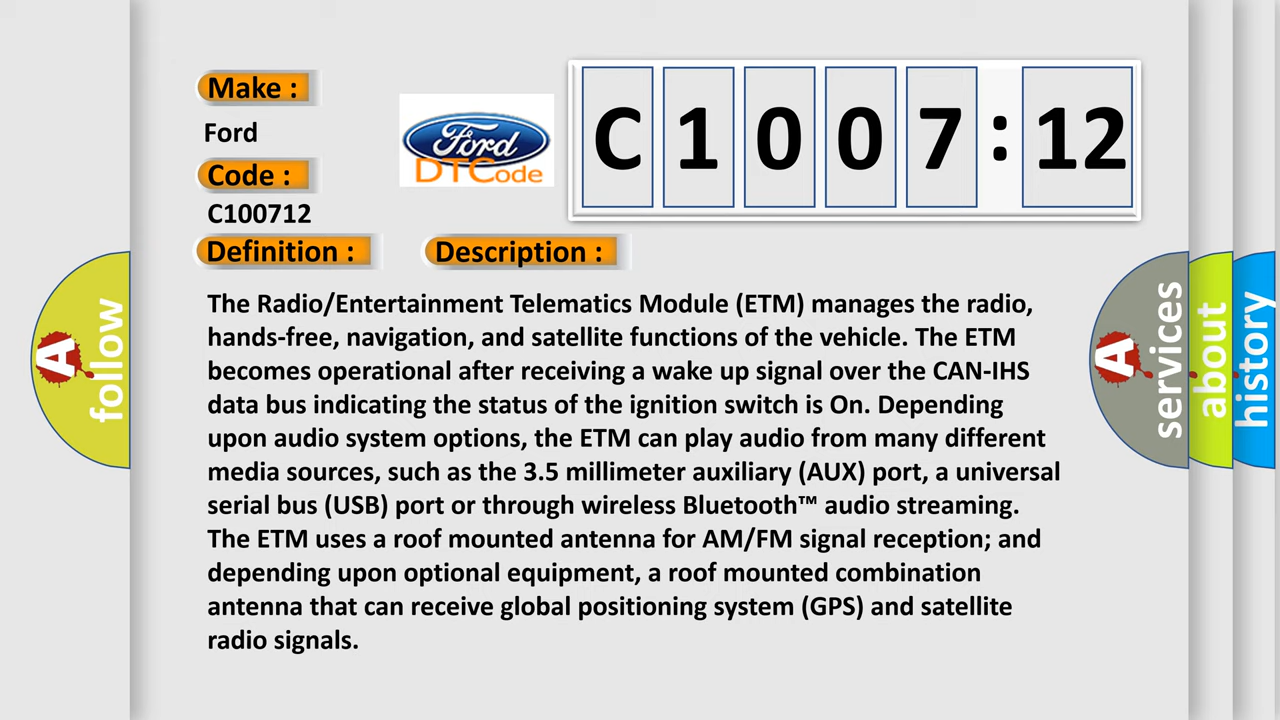 Make :
Ford
Code :
C100712
Definition :
Description :
Ford
DTCode
C1007:12
The Radio/Entertainment Telematics Module (ETM) manages the radio,
hands-free, navigation, and satellite functions of the vehicle. The ETM
becomes operational after receiving a wake up signal over the CAN-IHS
data bus indicating the status of the ignition switch is On. Depending
upon audio system options, the ETM can play audio from many different
media sources, such as the 3.5 millimeter auxiliary (AUX) port, a universal
serial bus (USB) port or through wireless Bluetooth™ audio streaming.
The ETM uses a roof mounted antenna for AM/FM signal reception; and
depending upon optional equipment, a roof mounted combination
antenna that can receive global positioning system (GPS) and satellite
radio signals.
A
follow
A
services
about
history